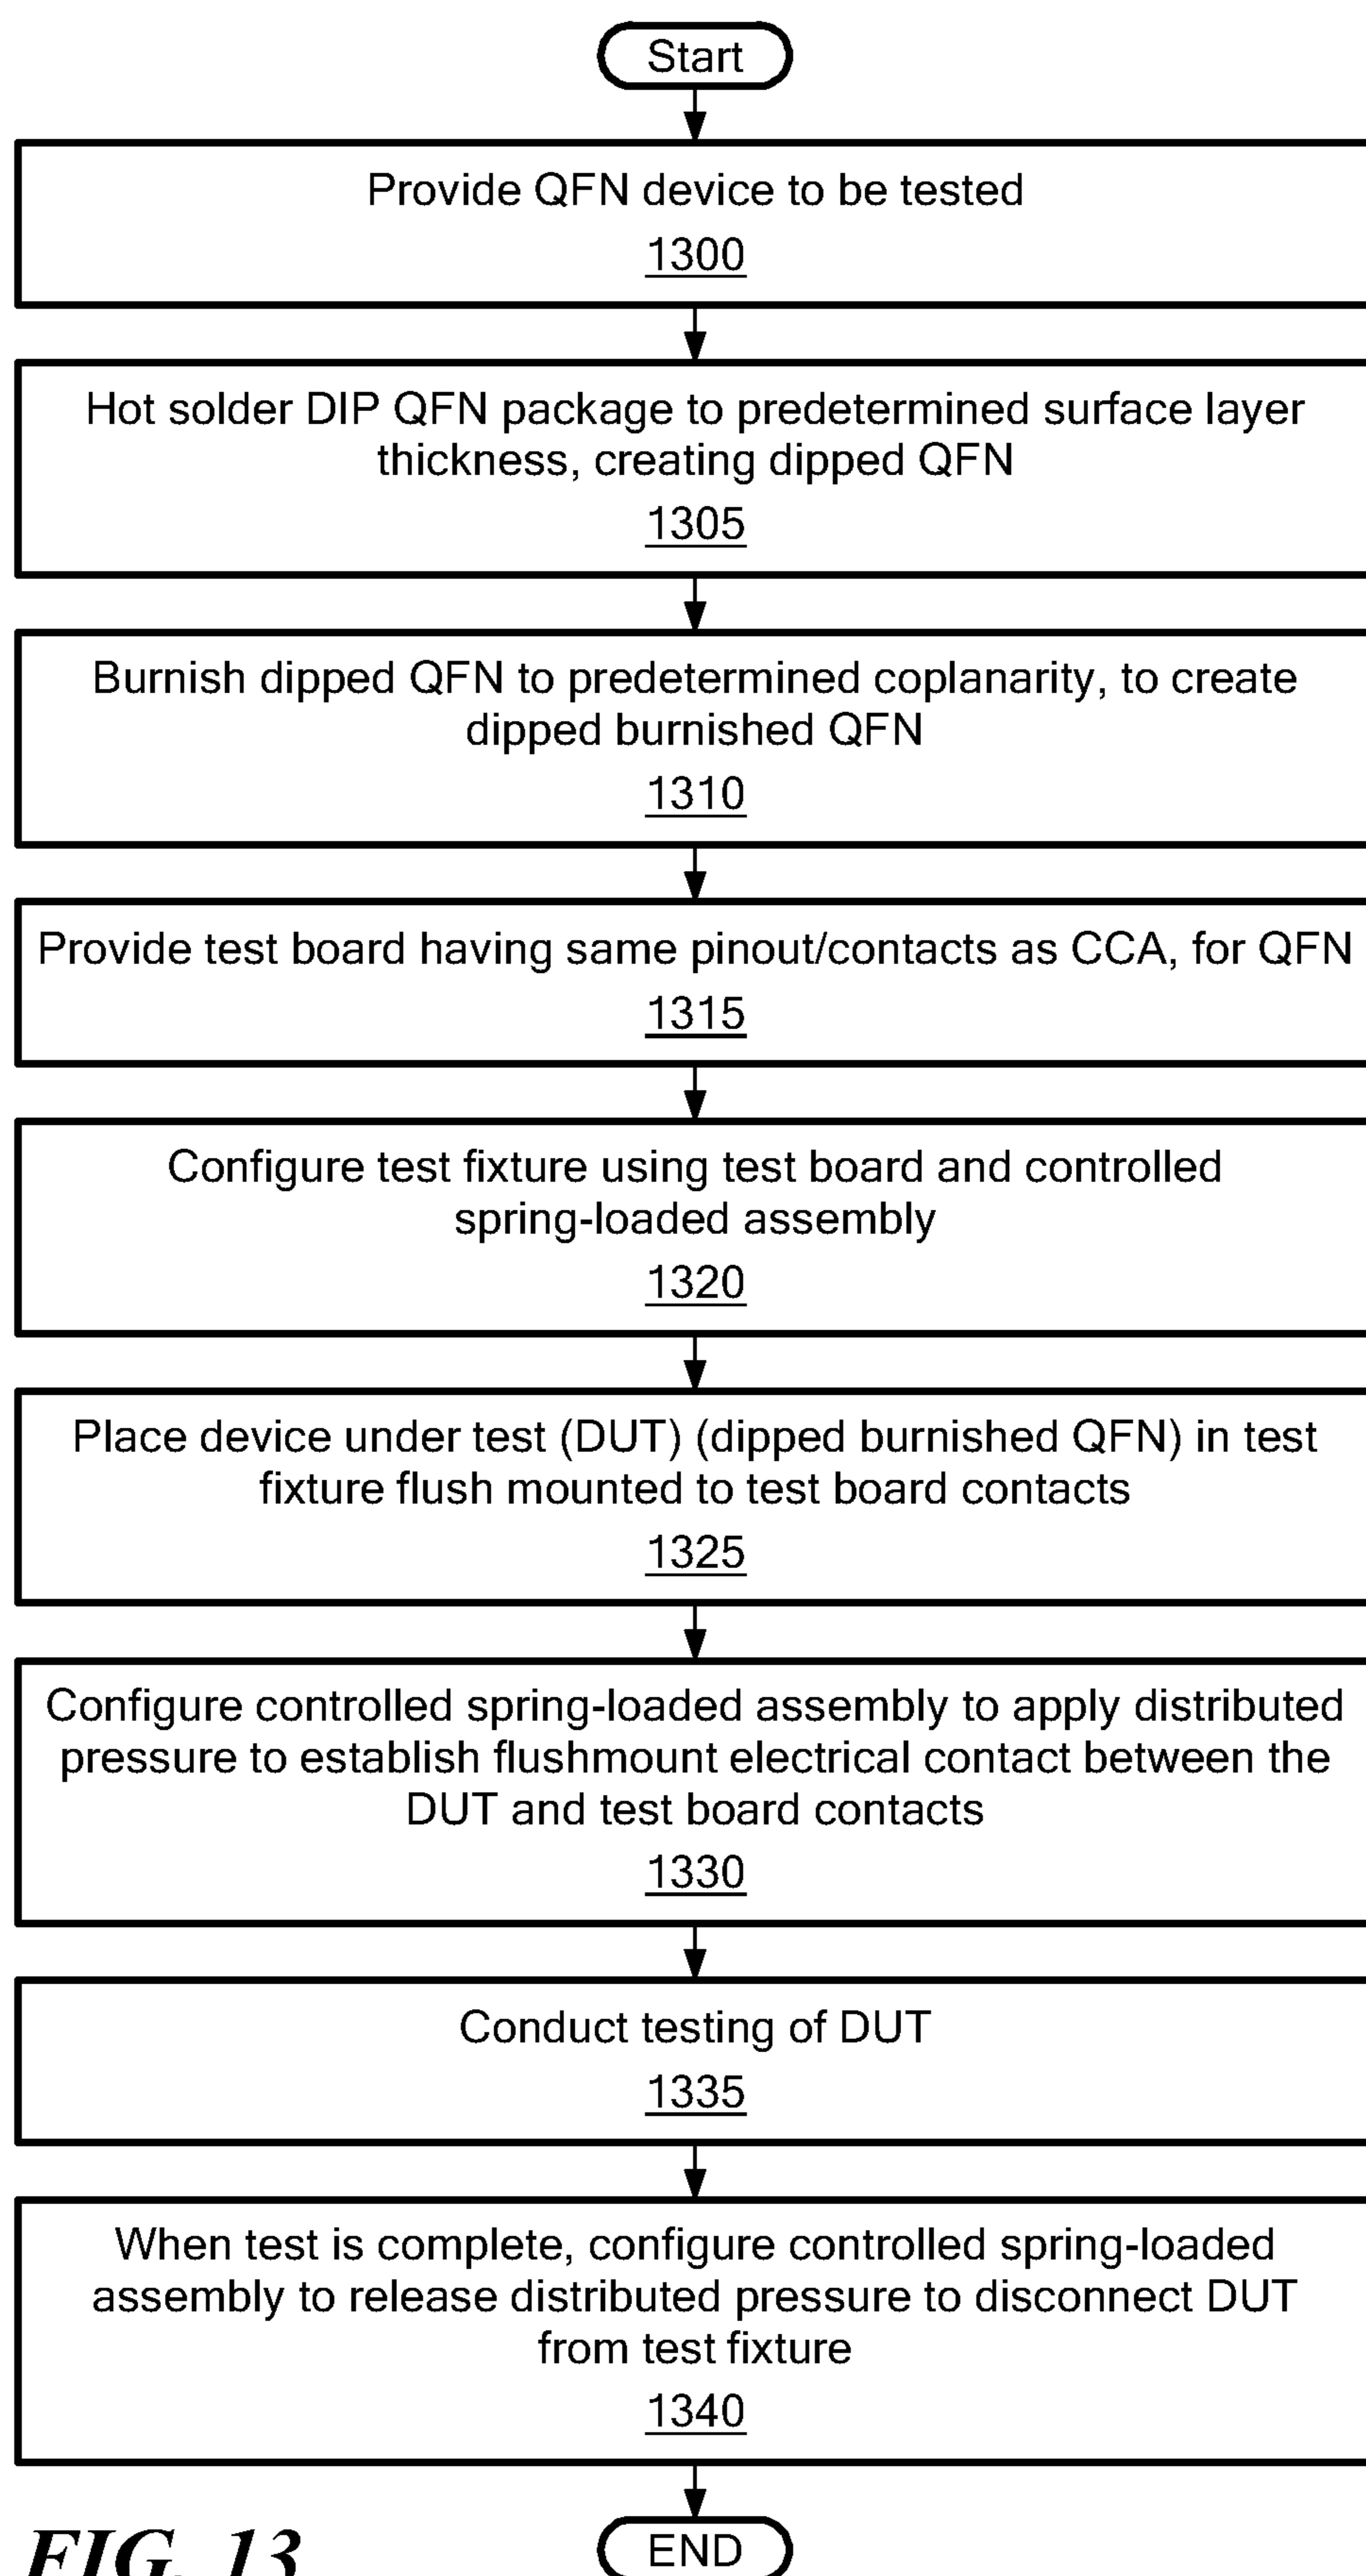 Start
Provide QFN device to be tested
1300
Hot solder DIP QFN package to predetermined surface layer
thickness, creating dipped QFN
1305
Burnish dipped QFN to predetermined coplanarity, to create
dipped burnished QFN
1310
Provide test board having same pinout/contacts as CCA, for QFN
1315
Configure test fixture using test board and controlled
spring-loaded assembly
1320
Place device under test (DUT) (dipped burnished QFN) in test
fixture flush mounted to test board contacts
1325
Configure controlled spring-loaded assembly to apply distributed
pressure to establish flushmount electrical contact between the
DUT and test board contacts
1330
Conduct testing of DUT
1335
When test is complete, configure controlled spring-loaded
assembly to release distributed pressure to disconnect DUT
from test fixture
1340
END
FIG. 13